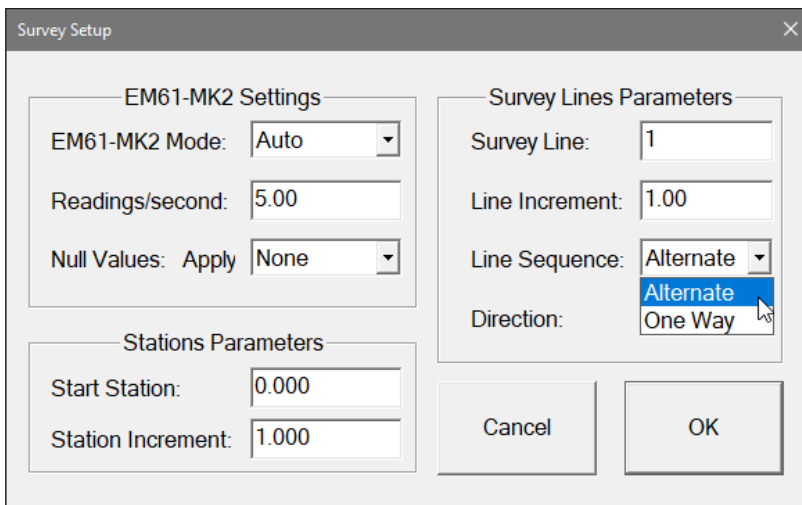 Survey Setup
EM61-MK2 Settings
EM61-MK2 Mode: Auto
Readings/second: 5.00
Null Values: Apply None
Stations Parameters
Start Station: 0.000
Station Increment: 1.000
Survey Lines Parameters
Survey Line: 1
Line Increment: 1.00
Line Sequence: Alternate
Alternate
One Way
Direction:
Cancel
OK